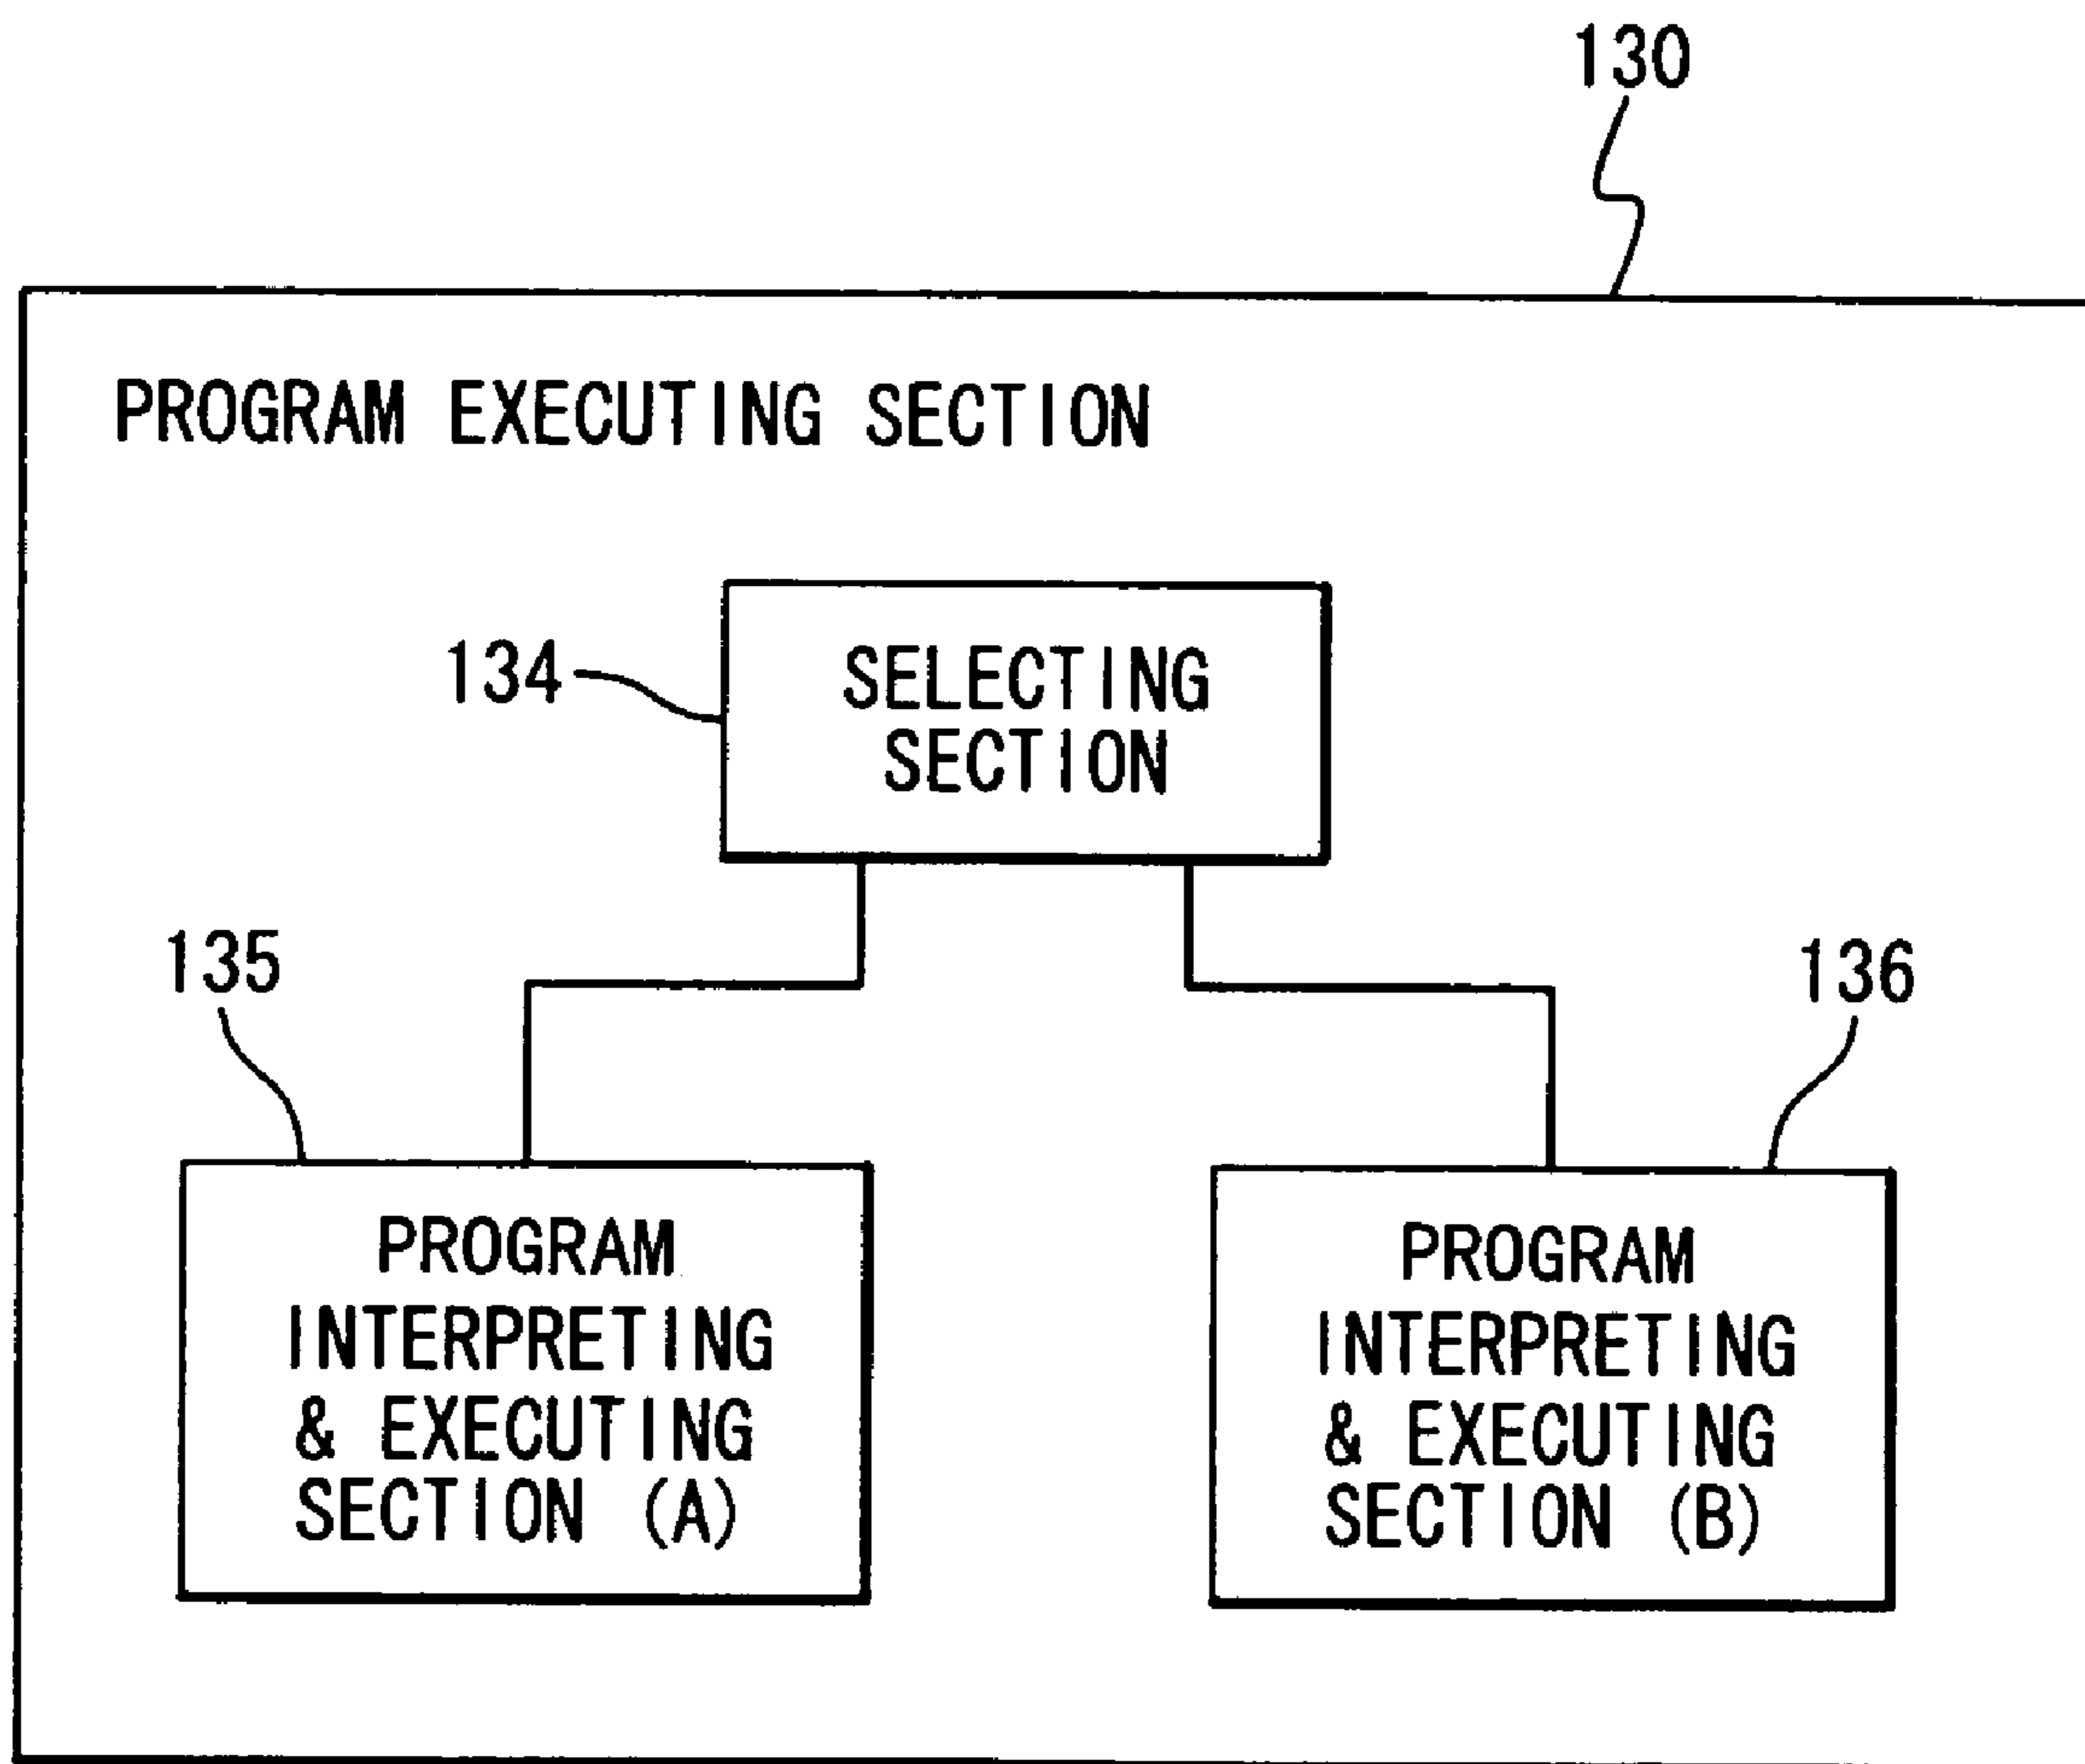 130
PROGRAM EXECUTING SECTION
134
SELECTING
SECTION
135
136
PROGRAM
INTERPRETING
& EXECUTING
SECTION (A)
PROGRAM
INTERPRETING
& EXECUTING
SECTION (B)